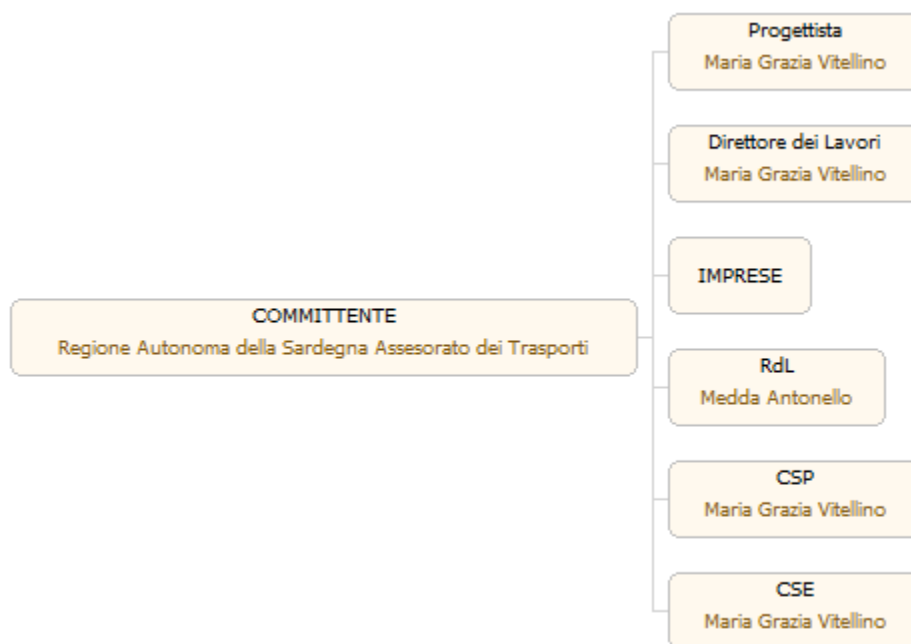 Progettista
Maria Grazia Vitellino
Direttore dei Lavori
Maria Grazia Vitellino
IMPRESE
COMMITTENTE
Regione Autonoma della Sardegna Assesorato dei Trasporti
RdL
Medda Antonello
CSP
Maria Grazia Vitellino
CSE
Maria Grazia Vitellino